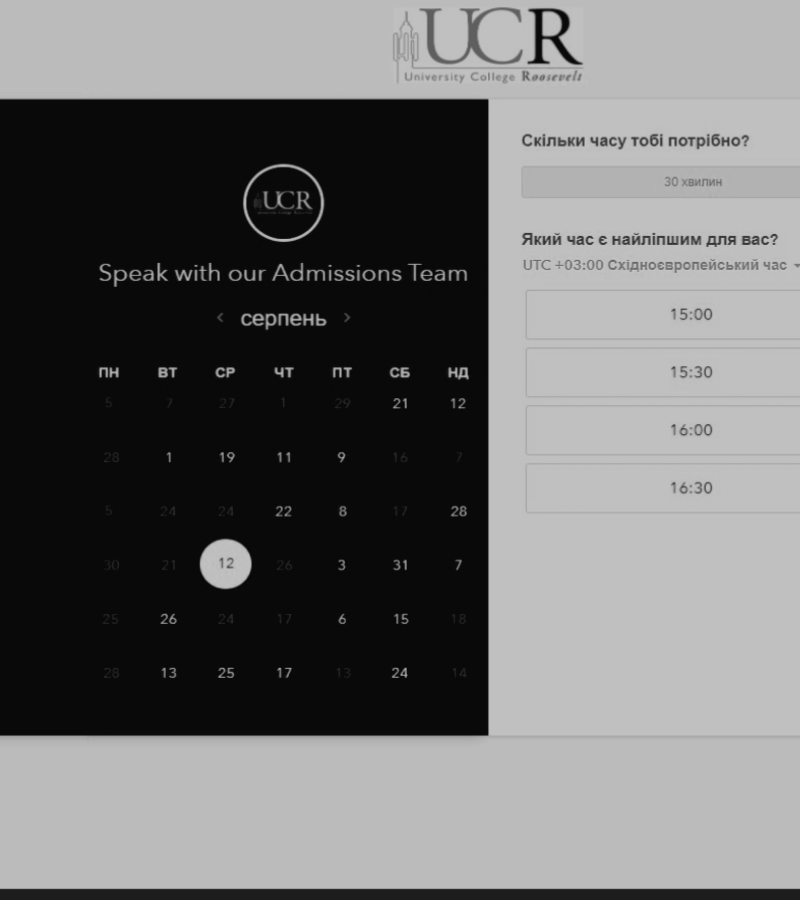 UCR
University College Roosevelt
UCR
Speak with our Admissions Team
серпень
ПН ВТ СР ЧТ ПТ СБ НД
5 7 27 1 29 21 12
28 1 19 11 9 16 7
5 24 24 22 8 17 28
30 21 12 26 3 31 7
25 26 24 17 6 15 18
28 13 25 17 13 24 14
Скільки часу тобі потрібно?
30 хвилин
Який час є найліпшим для вас?
UTC +03:00 Східноєвропейський час
15:00
15:30
16:00
16:30